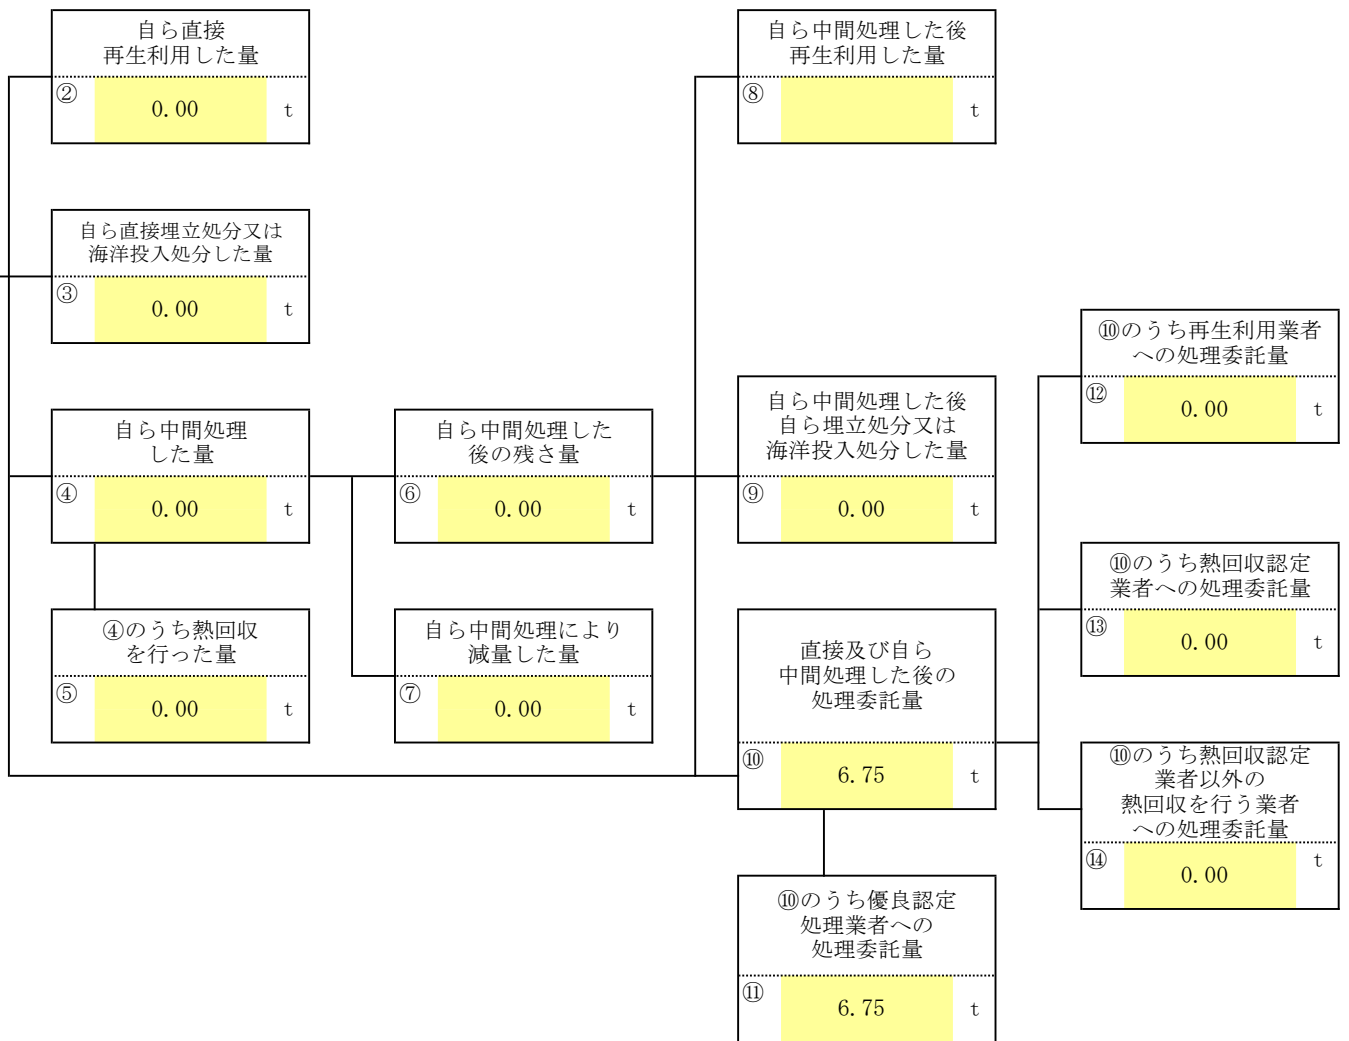 自ら直接
再生利用した量
②
0.00
t
自ら中間処理した後
再生利用した量
⑧
t
自ら直接埋立処分又は
海洋投入処分した量
③
0.00
t
⑩のうち再生利用業者
への処理委託量
⑫
0.00
t
自ら中間処理
した量
④
0.00
t
自ら中間処理した
後の残さ量
⑥
0.00
t
自ら中間処理した後
自ら埋立処分又は
海洋投入処分した量
⑨
0.00
t
⑩のうち熱回収認定
業者への処理委託量
⑬
0.00
t
④のうち熱回収
を行った量
⑤
0.00
t
自ら中間処理により
減量した量
⑦
0.00
t
直接及び自ら
中間処理した後の
処理委託量
⑩
6.75
t
⑩のうち熱回収認定
業者以外の
熱回収を行う業者
への処理委託量
⑭
0.00
t
⑩のうち優良認定
処理業者への
処理委託量
⑪
6.75
t